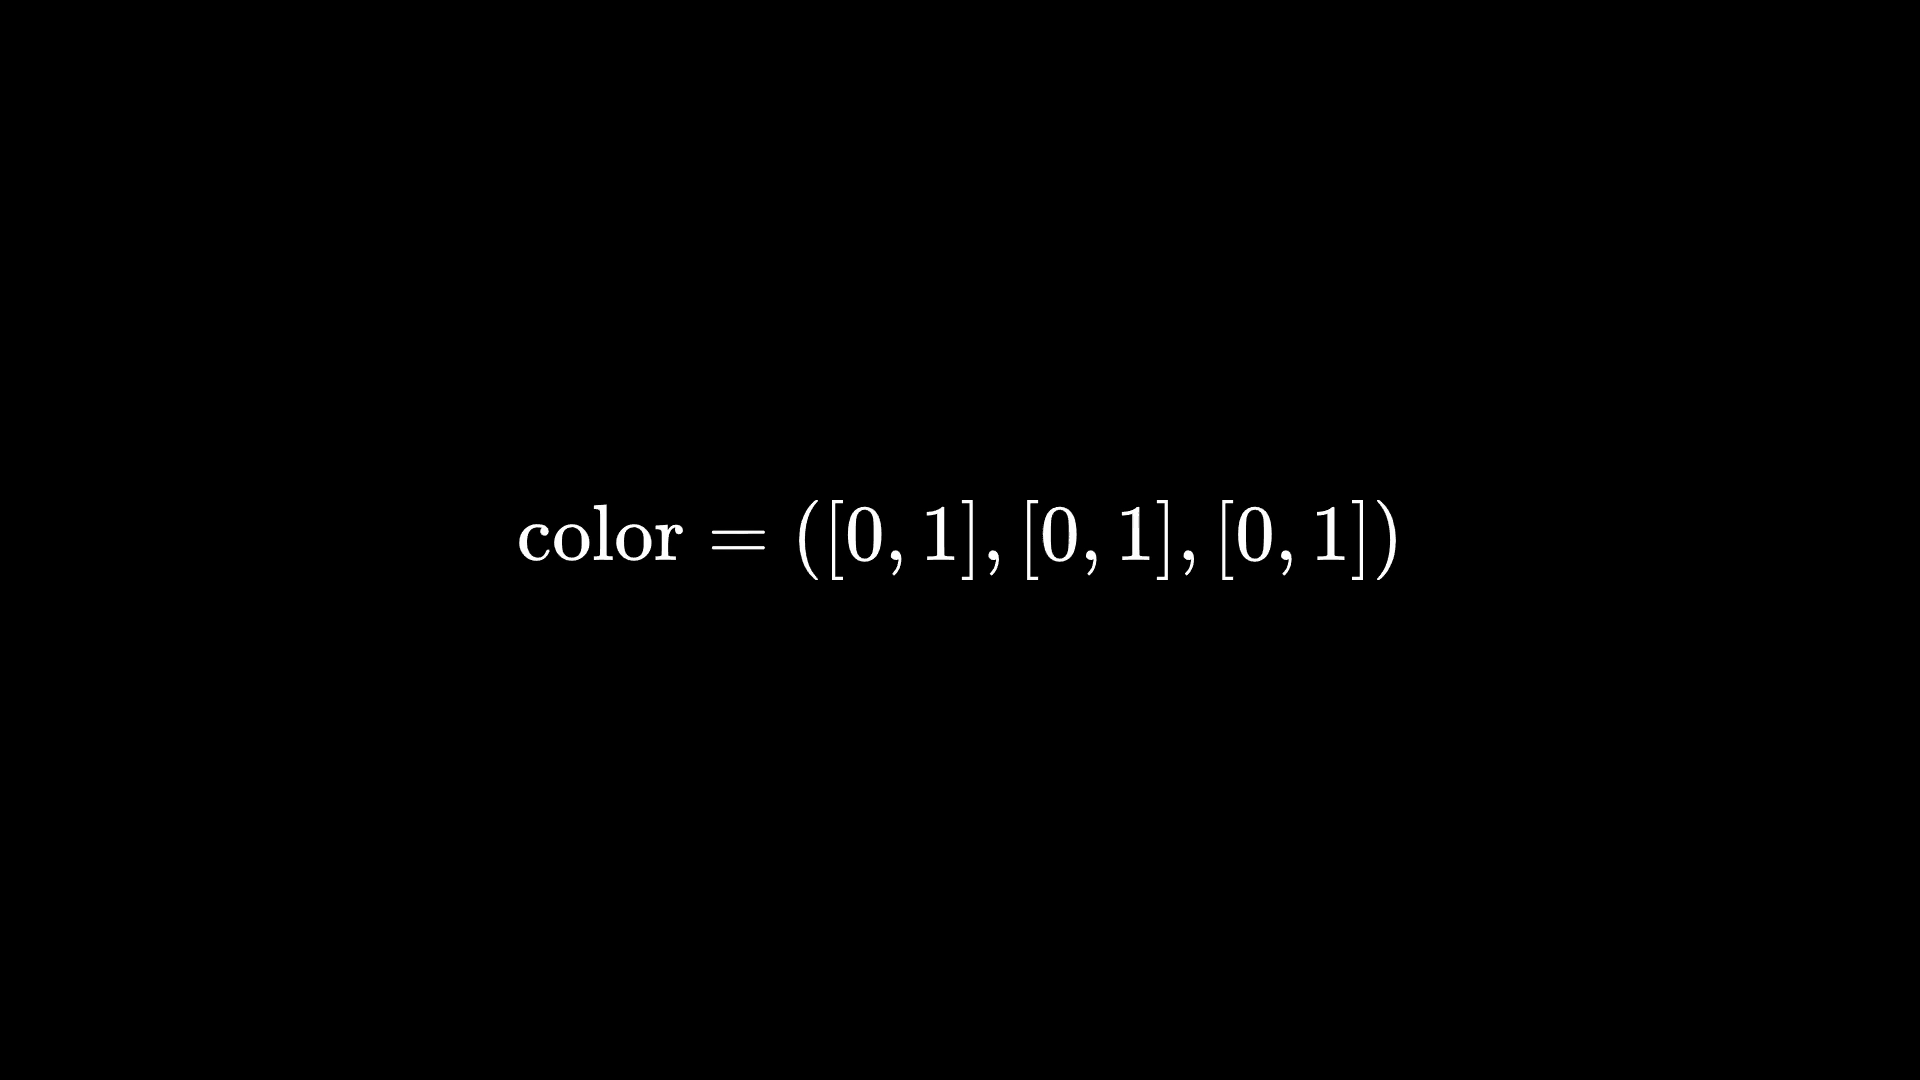 color = ([0, 1], [0, 1], [0, 1])